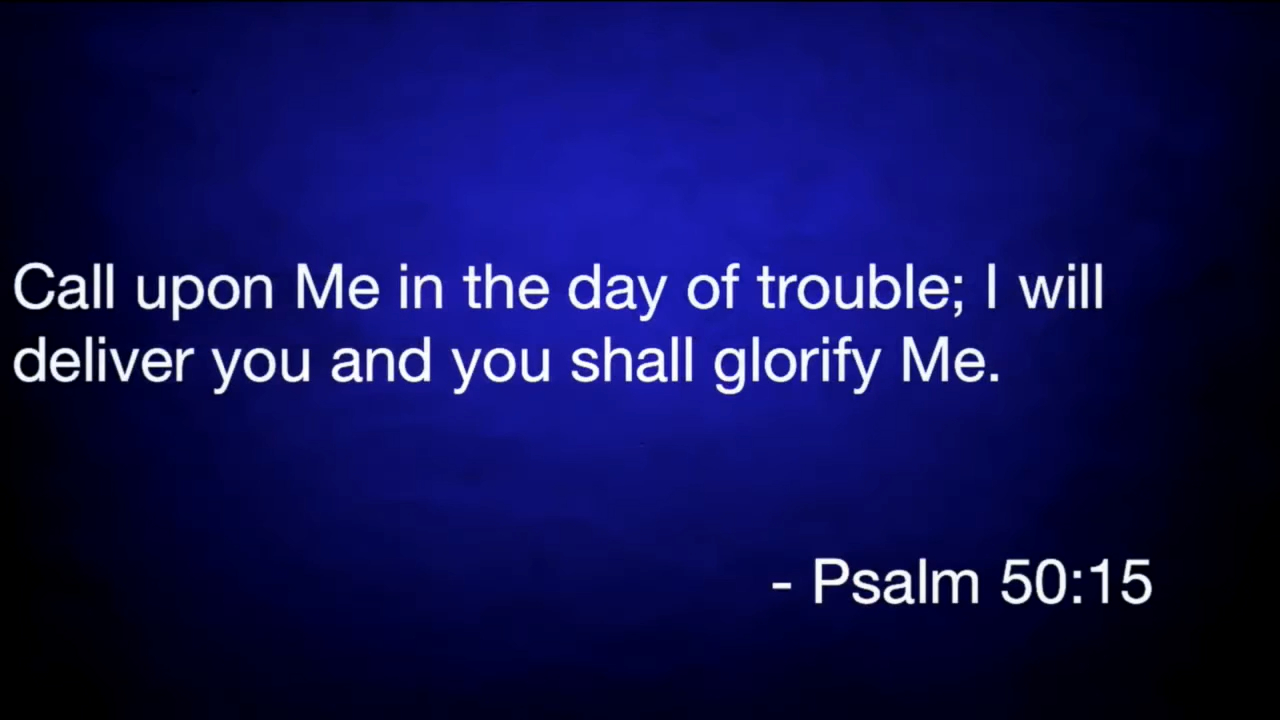 Call upon Me in the day of trouble; I will
deliver you and you shall glorify Me.
- Psalm 50:15